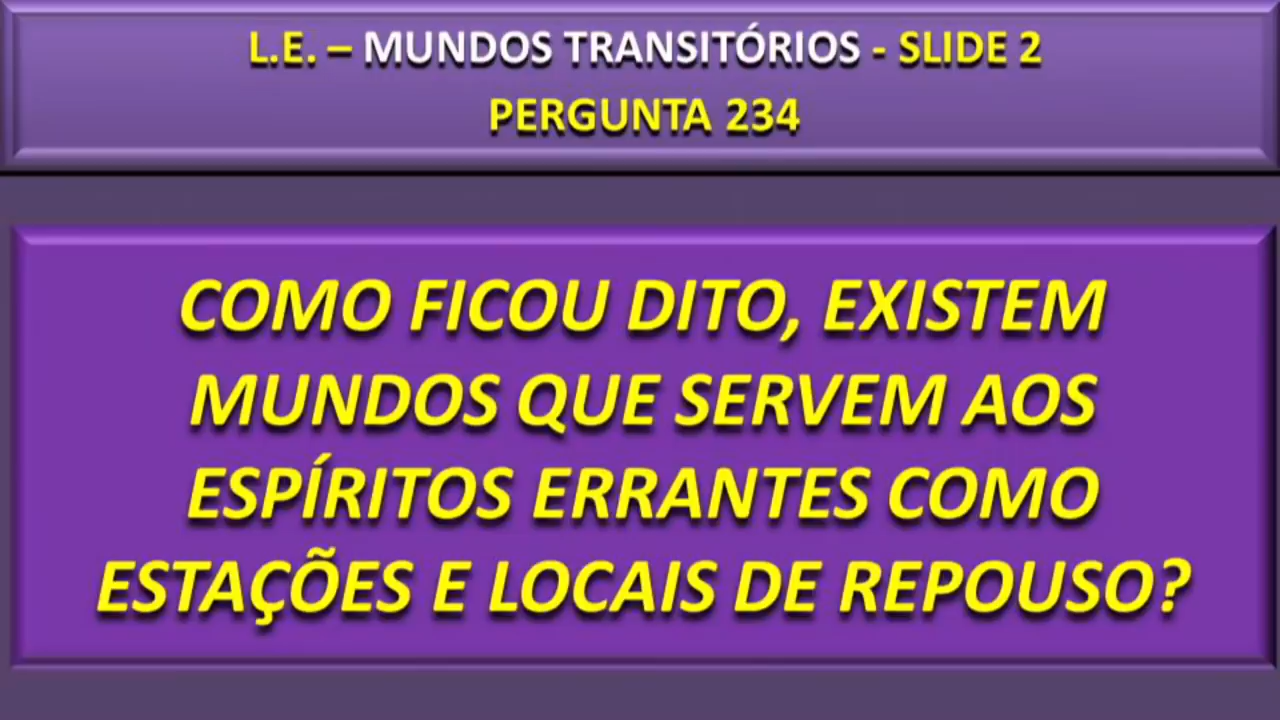 L.E. – MUNDOS TRANSITÓRIOS - SLIDE 2
PERGUNTA 234
COMO FICOU DITO, EXISTEM
MUNDOS QUE SERVEM AOS
ESPÍRITOS ERRANTES COMO
ESTAÇÕES E LOCAIS DE REPOUSO?